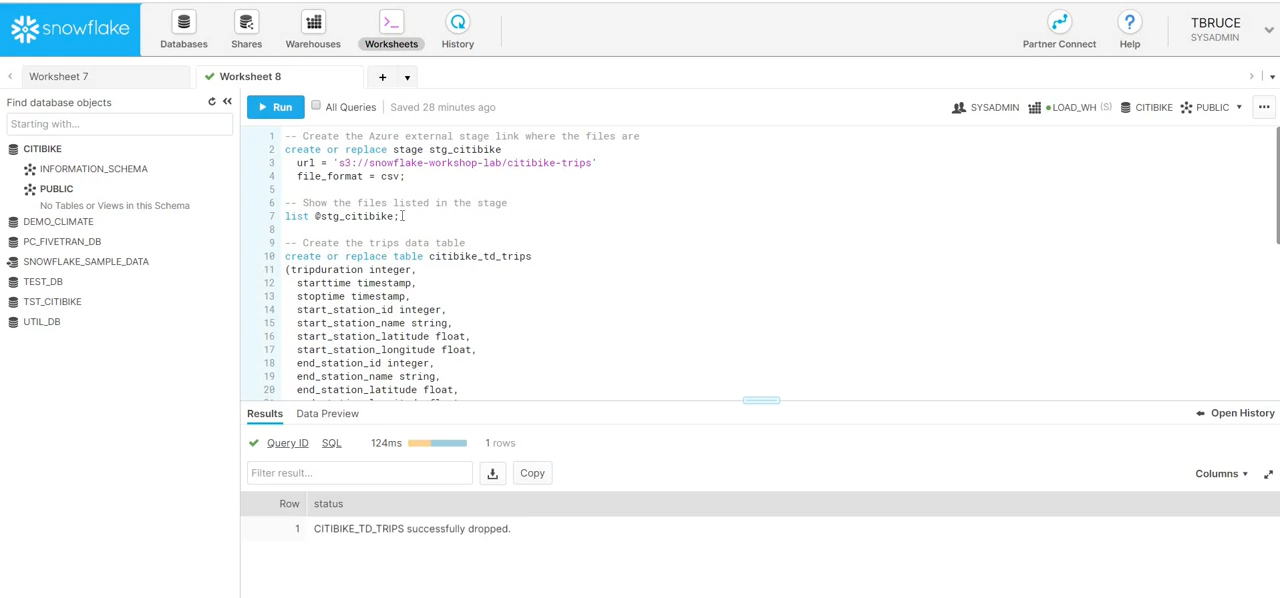 snowflake
Databases
Shares
Warehouses
Worksheets
History
Partner Connect
Help
TBRUCE
SYSADMIN
Worksheet 7
Worksheet 8
Find database objects
Starting with...
CITIBIKE
INFORMATION_SCHEMA
PUBLIC
No Tables or Views in this Schema
DEMO_CLIMATE
PC_FIVETRAN_DB
SNOWFLAKE_SAMPLE_DATA
TEST_DB
TST_CITIBIKE
UTIL_DB
Run All Queries Saved 28 minutes ago SYSADMIN LOAD_WH (S) CITIBIKE PUBLIC
1 -- Create the Azure external stage link where the files are
2 create or replace stage stg_citibike
3 url = 's3://snowflake-workshop-lab/citibike-trips'
4 file_format = csv;
5
6 -- Show the files listed in the stage
7 list @stg_citibike;
8
9 -- Create the trips data table
10 create or replace table citibike_td_trips
11 (tripduration integer,
12 starttime timestamp,
13 stoptime timestamp,
14 start_station_id integer,
15 start_station_name string,
16 start_station_latitude float,
17 start_station_longitude float,
18 end_station_id integer,
19 end_station_name string,
20 end_station_latitude float,
Results Data Preview Open History
Query ID SQL 124ms 1 rows
Filter result... Copy Columns
Row status
1 CITIBIKE_TD_TRIPS successfully dropped.